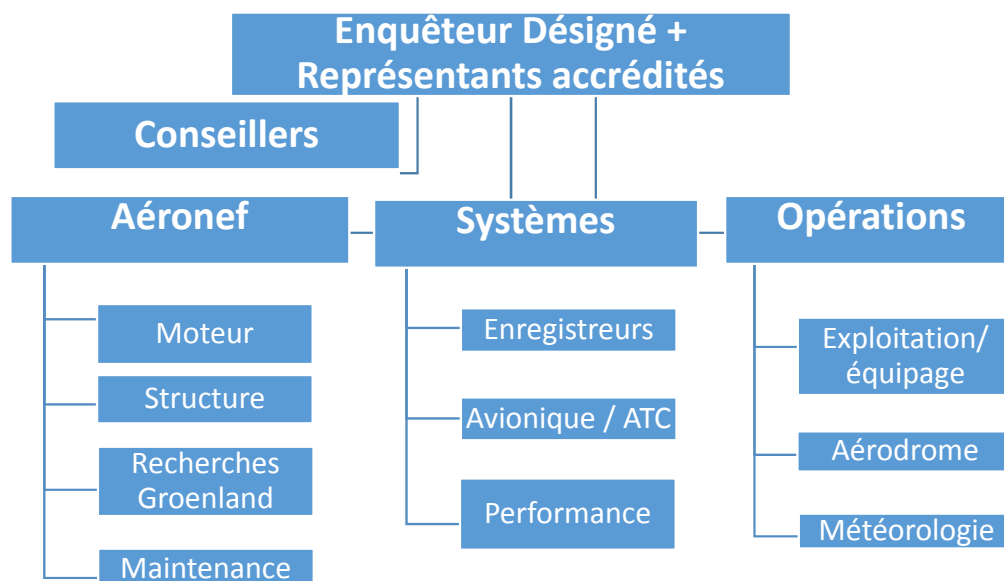 Enquêteur Désigné +
Représentants accrédités
Conseillers
Aéronef
Systèmes
Opérations
Moteur
Structure
Recherches
Groenland
Maintenance
Enregistreurs
Avionique / ATC
Performance
Exploitation/
équipage
Aérodrome
Météorologie